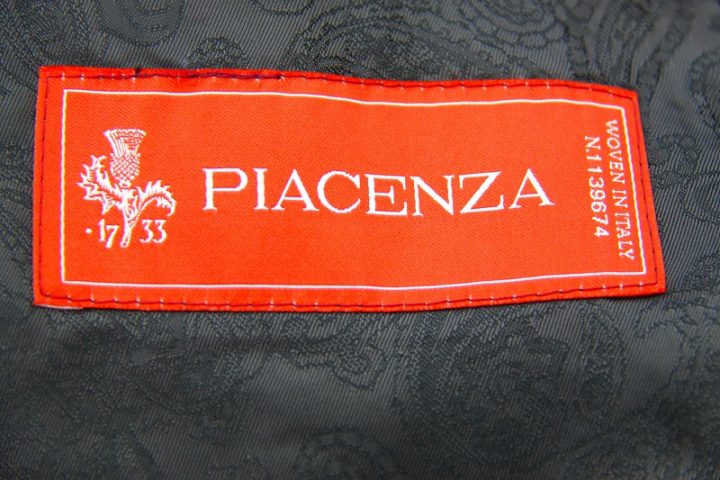 PIACENZA
·17 33
WOVEN IN ITALY
N.1139674